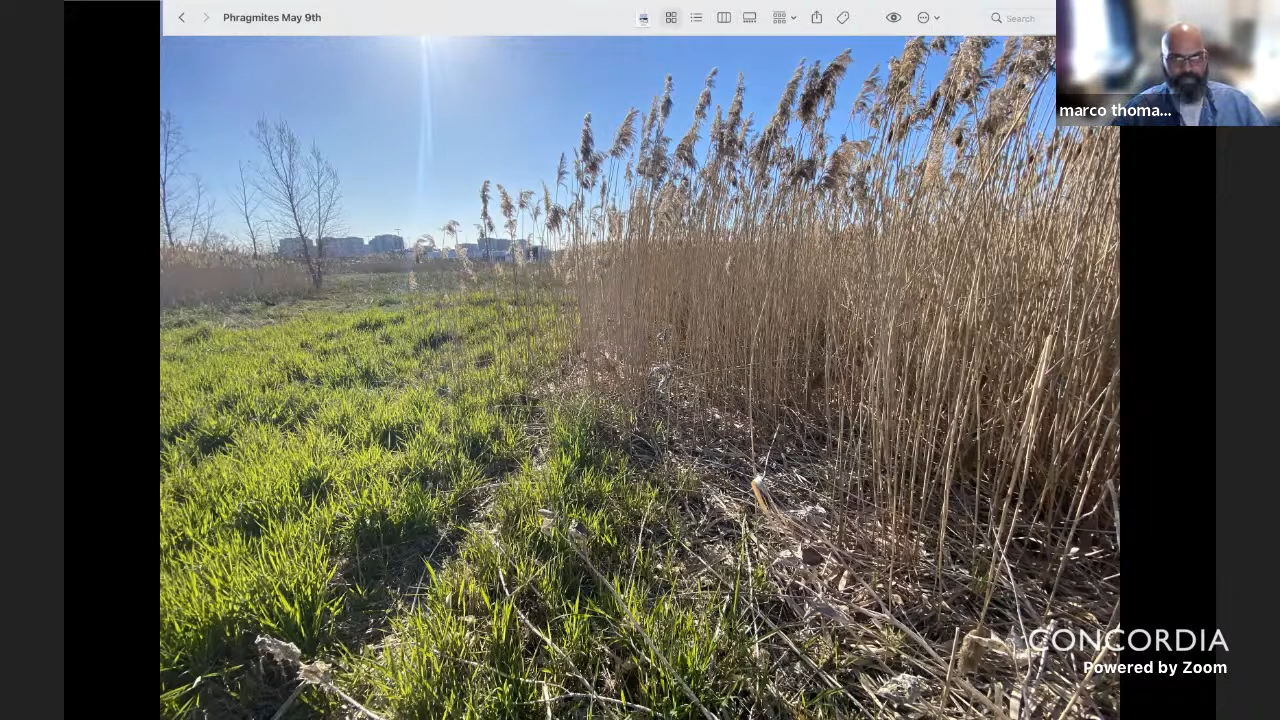 Phragmites May 9th
Search
marco thoma...
CONCORDIA
Powered by Zoom